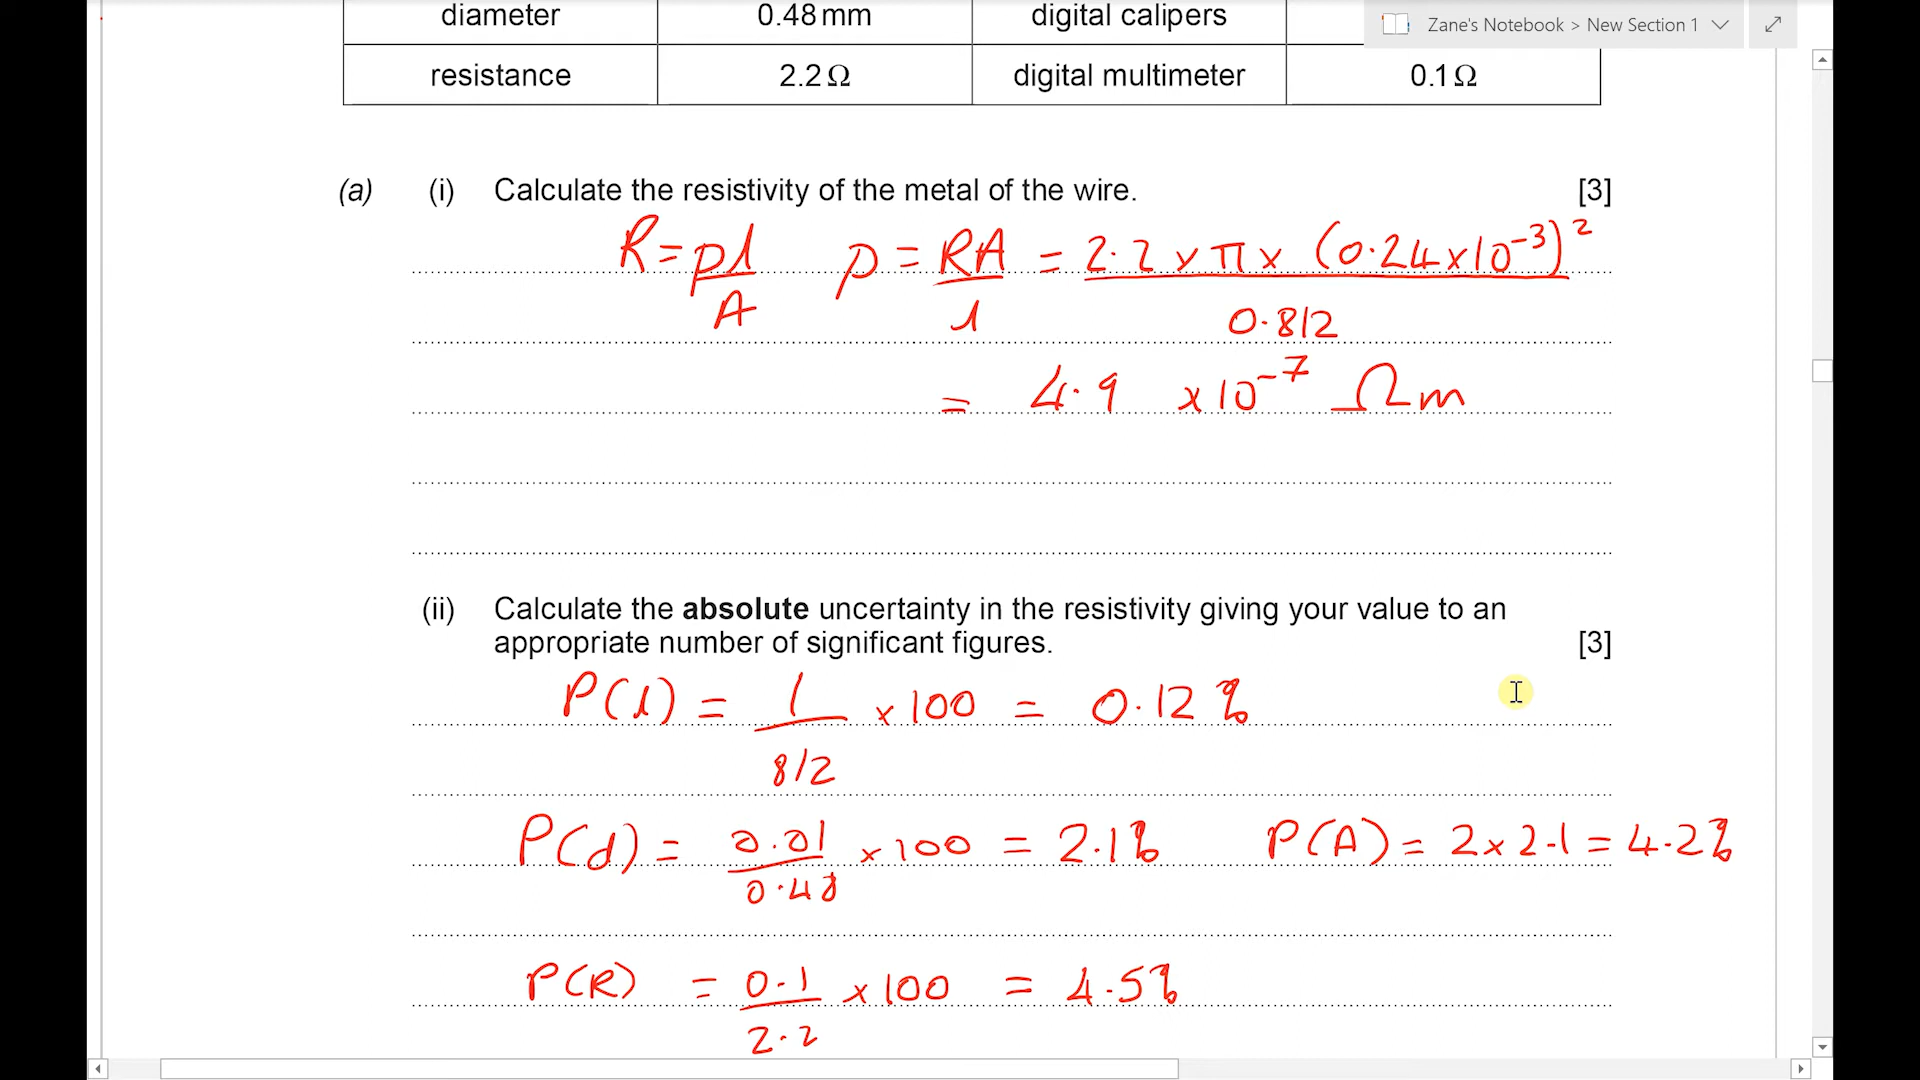 diameter 0.48 mm digital calipers
Zane's Notebook > New Section 1
resistance 2.2 Ω digital multimeter 0.1 Ω
(a) (i) Calculate the resistivity of the metal of the wire. [3]
R = ρl/A ρ = RA/l = 2.2 × π × (0.24×10⁻³)²/0.812
= 4.9 ×10⁻⁷ Ωm
(ii) Calculate the absolute uncertainty in the resistivity giving your value to an
appropriate number of significant figures. [3]
P(l) = 1/812 × 100 = 0.12 %
P(d) = 0.01/0.48 × 100 = 2.1% P(A) = 2 × 2.1 = 4.2%
P(R) = 0.1/2.2 × 100 = 4.5%